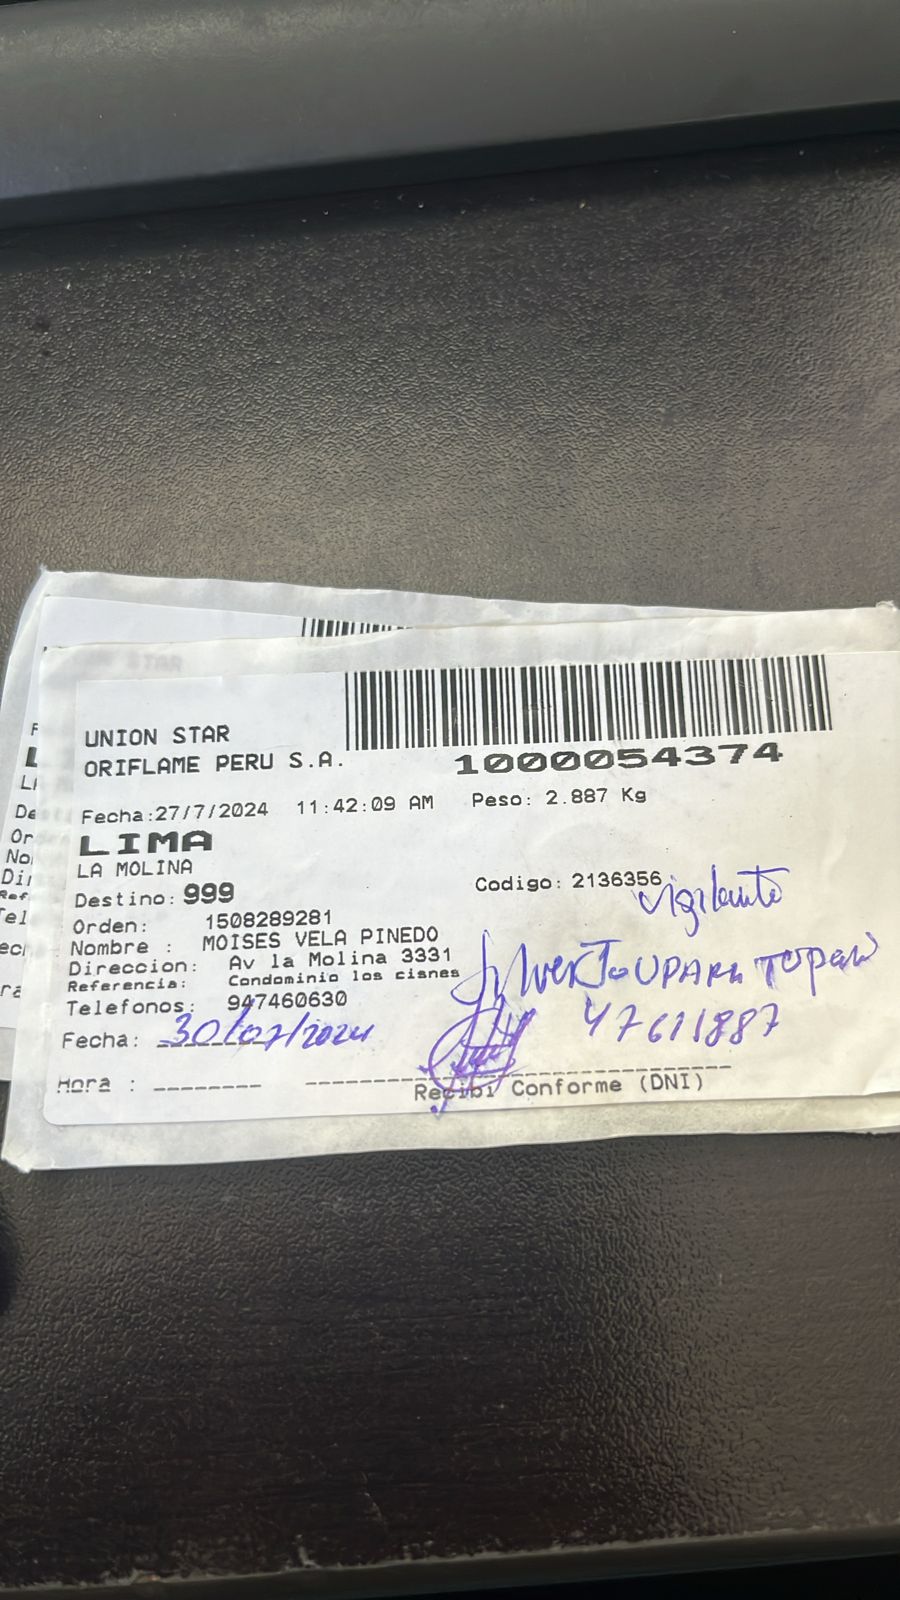 UNION STAR
ORIFLAME PERU S.A.
1000054374
Fecha:27/7/2024 11:42:09 AM Peso: 2.887 Kg
LIMA
LA MOLINA
Destino: 999
Codigo: 2136356
vigilante
Orden: 1508289281
Nombre : MOISES VELA PINEDO
Direccion: Av la Molina 3331
Referencia: Condominio los cisnes
Telefonos: 947460630
47611887
Fecha: 30/07/2024
Hora :
Recibi Conforme (DNI)